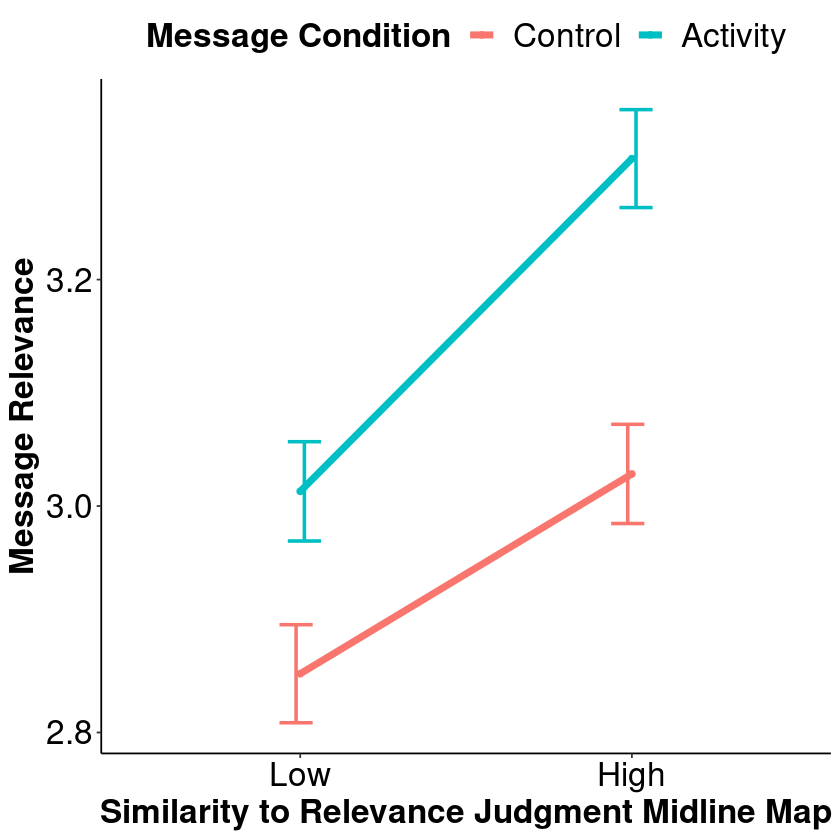 Message Condition Control Activity
Message Relevance
3.2
3.0
2.8
Low High
Similarity to Relevance Judgment Midline Map